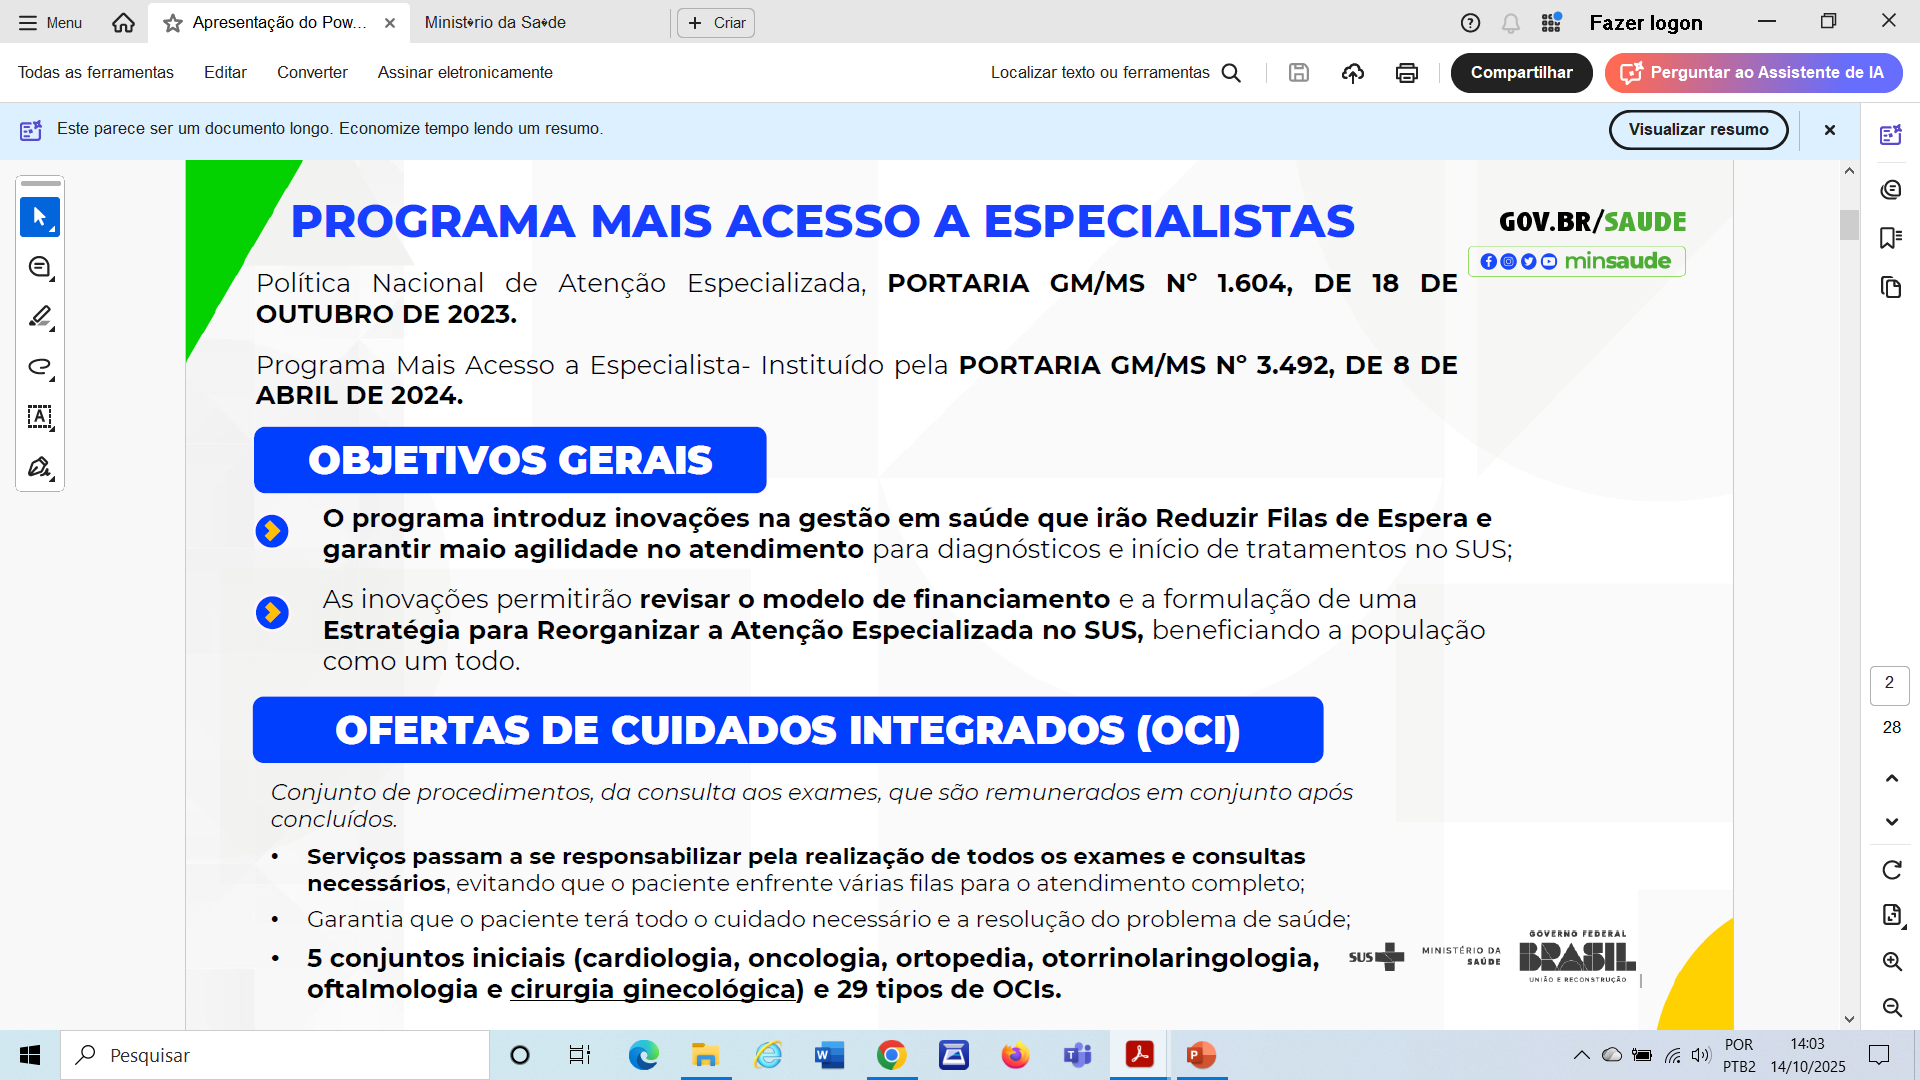 Menu
Apresentação do Pow...
Minist�rio da Sa�de
Criar
Fazer logon
Todas as ferramentas
Editar
Converter
Assinar eletronicamente
Localizar texto ou ferramentas
Compartilhar
Perguntar ao Assistente de IA
Este parece ser um documento longo. Economize tempo lendo um resumo.
Visualizar resumo
PROGRAMA MAIS ACESSO A ESPECIALISTAS
GOV.BR/SAUDE
minsaude
Política Nacional de Atenção Especializada, PORTARIA GM/MS Nº 1.604, DE 18 DE
OUTUBRO DE 2023.
Programa Mais Acesso a Especialista- Instituído pela PORTARIA GM/MS Nº 3.492, DE 8 DE
ABRIL DE 2024.
OBJETIVOS GERAIS
O programa introduz inovações na gestão em saúde que irão Reduzir Filas de Espera e
garantir maio agilidade no atendimento para diagnósticos e início de tratamentos no SUS;
As inovações permitirão revisar o modelo de financiamento e a formulação de uma
Estratégia para Reorganizar a Atenção Especializada no SUS, beneficiando a população
como um todo.
OFERTAS DE CUIDADOS INTEGRADOS (OCI)
Conjunto de procedimentos, da consulta aos exames, que são remunerados em conjunto após
concluídos.
• Serviços passam a se responsabilizar pela realização de todos os exames e consultas
necessários, evitando que o paciente enfrente várias filas para o atendimento completo;
• Garantia que o paciente terá todo o cuidado necessário e a resolução do problema de saúde;
• 5 conjuntos iniciais (cardiologia, oncologia, ortopedia, otorrinolaringologia,
oftalmologia e cirurgia ginecológica) e 29 tipos de OCIs.
SUS
MINISTÉRIO DA
SAÚDE
GOVERNO FEDERAL
BRASIL
UNIÃO E RECONSTRUÇÃO
2
28
Pesquisar
POR
PTB2
14:03
14/10/2025